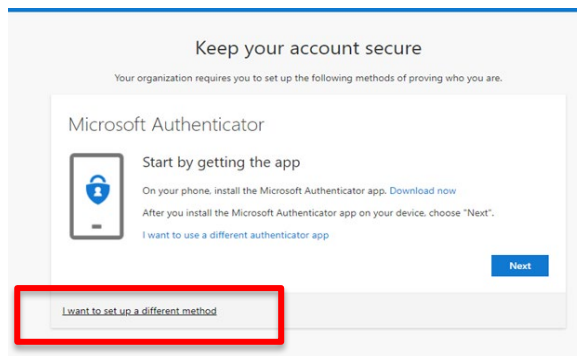 Keep your account secure
Your organization requires you to set up the following methods of proving who you are.
Microsoft Authenticator
Start by getting the app
On your phone, install the Microsoft Authenticator app. Download now
After you install the Microsoft Authenticator app on your device, choose "Next".
I want to use a different authenticator app
Next
I want to set up a different method